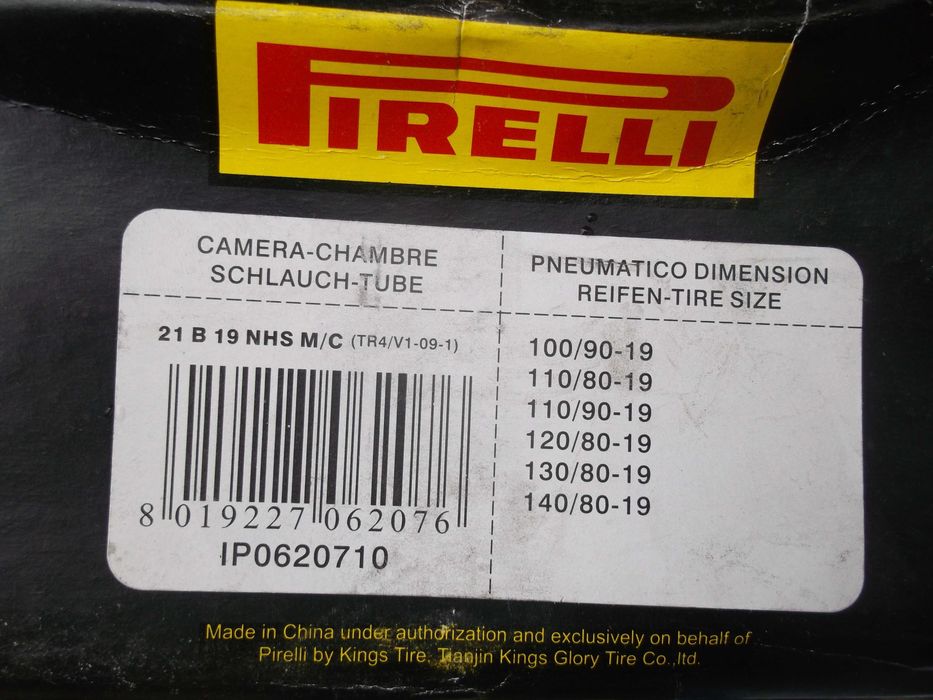 PIRELLI
CAMERA-CHAMBRE
SCHLAUCH-TUBE
PNEUMATICO DIMENSION
REIFEN-TIRE SIZE
21 B 19 NHS M/C (TR4/V1-09-1)
8 019227 062076
IP0620710
100/90-19
110/80-19
110/90-19
120/80-19
130/80-19
140/80-19
Made in China under authorization and exclusively on behalf of
Pirelli by Kings Tire. Tianjin Kings Glory Tire Co.,ltd.